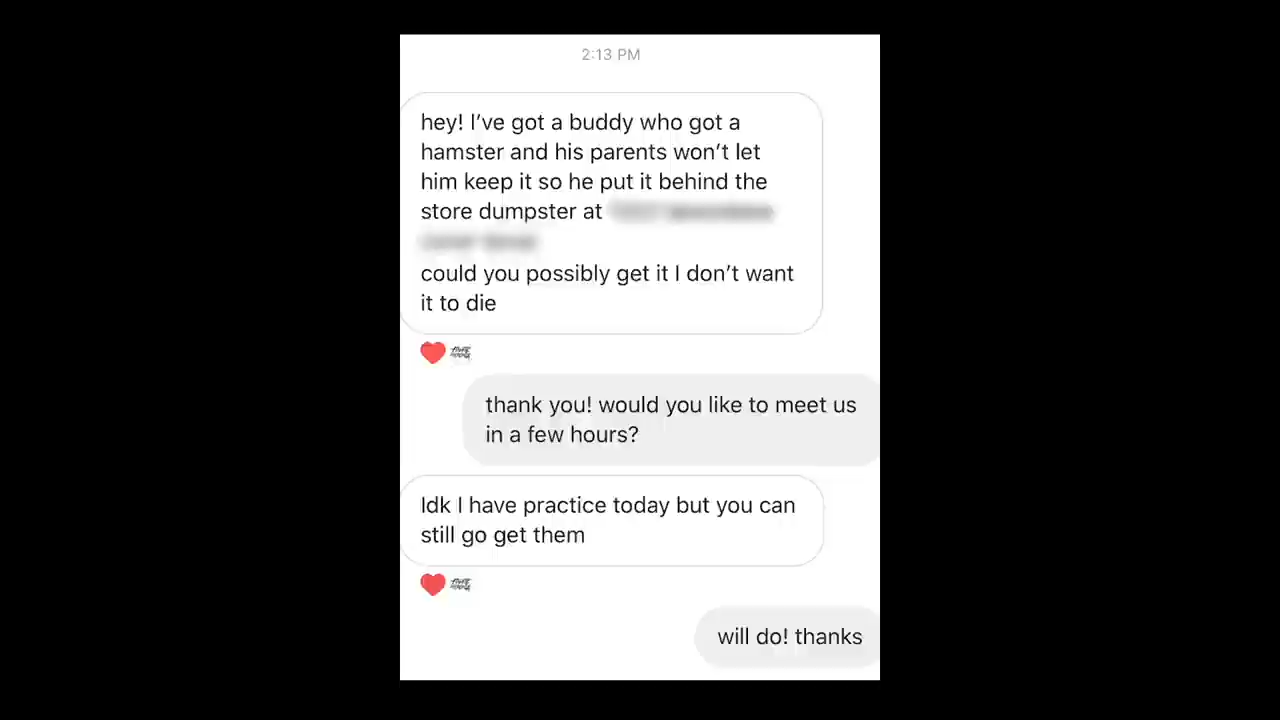 2:13 PM
hey! I've got a buddy who got a
hamster and his parents won't let
him keep it so he put it behind the
store dumpster at
could you possibly get it I don't want
it to die
thank you! would you like to meet us
in a few hours?
Idk I have practice today but you can
still go get them
will do! thanks